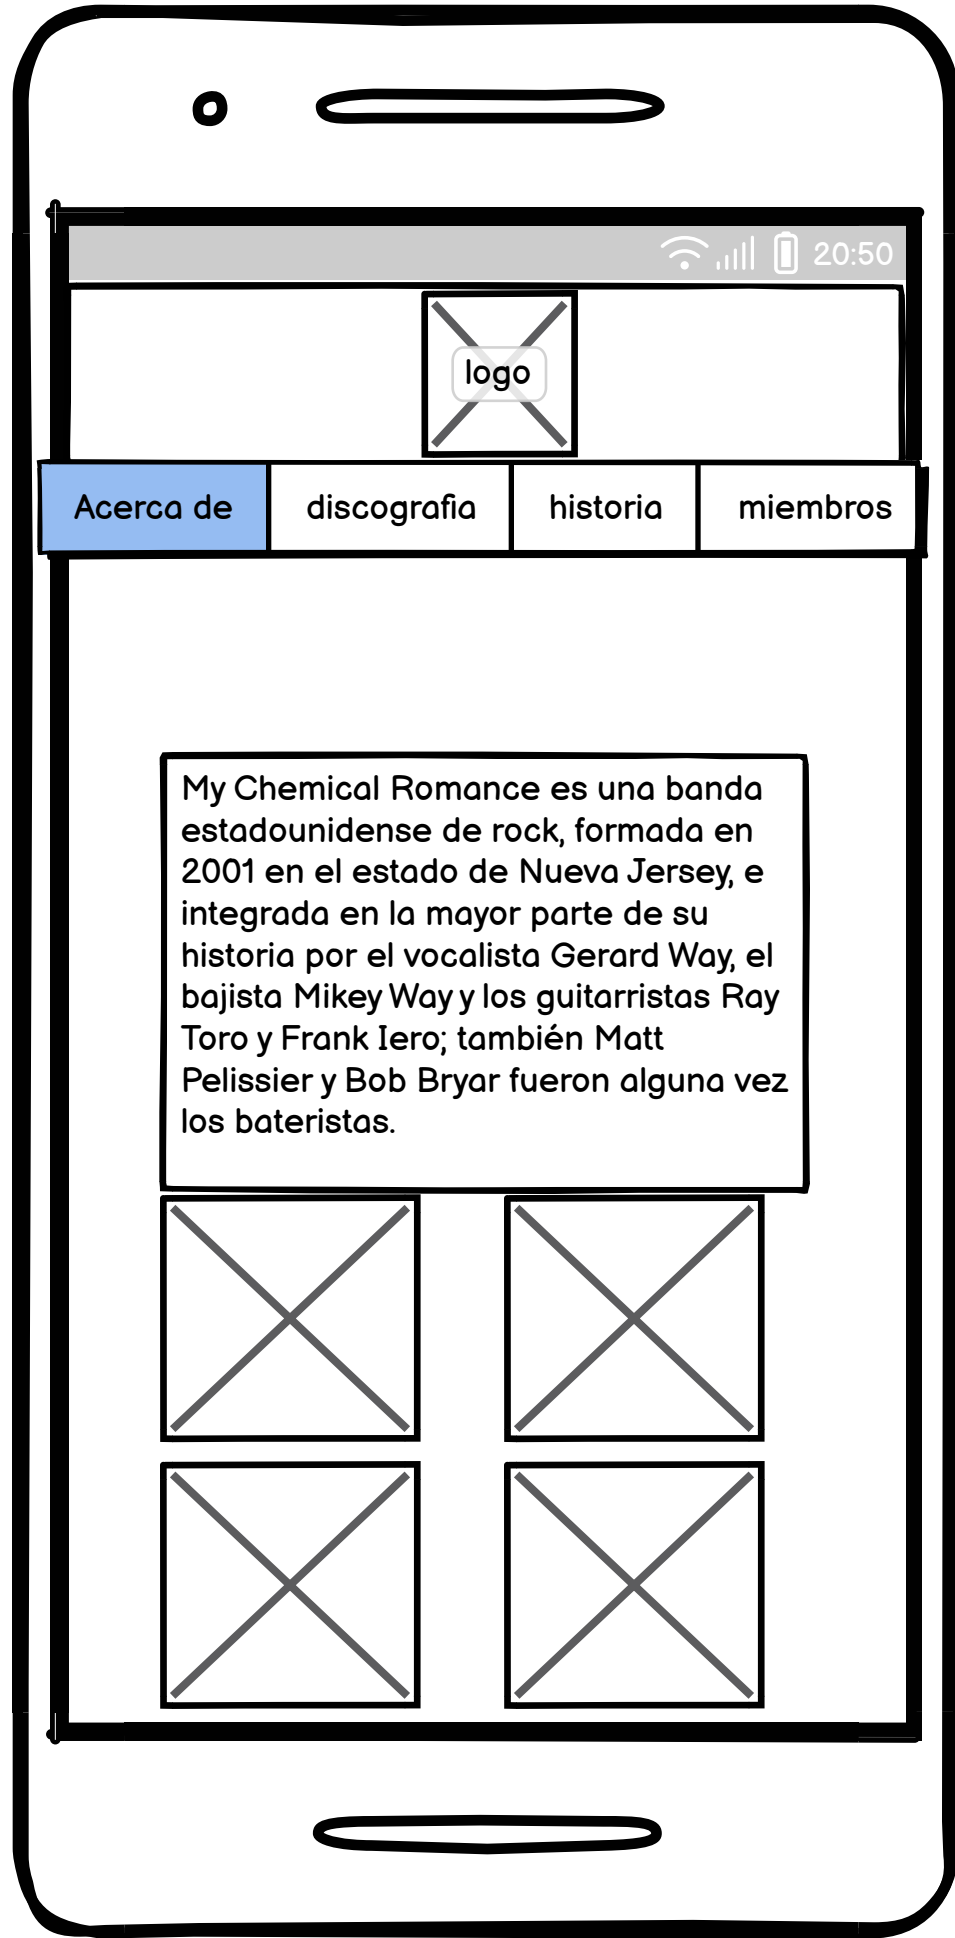 20:50
logo
Acerca de discografia historia miembros
My Chemical Romance es una banda
estadounidense de rock, formada en
2001 en el estado de Nueva Jersey, e
integrada en la mayor parte de su
historia por el vocalista Gerard Way, el
bajista Mikey Way y los guitarristas Ray
Toro y Frank Iero; también Matt
Pelissier y Bob Bryar fueron alguna vez
los bateristas.